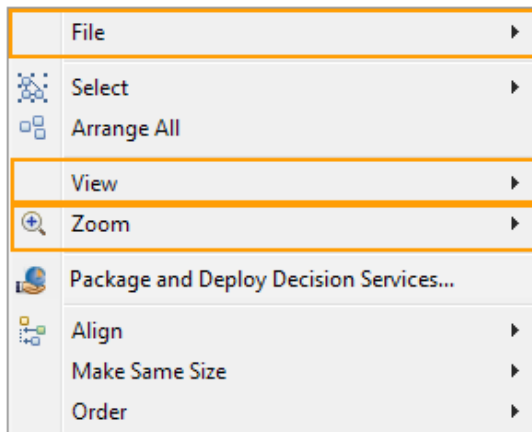 File
Select
Arrange All
View
Zoom
Package and Deploy Decision Services...
Align
Make Same Size
Order